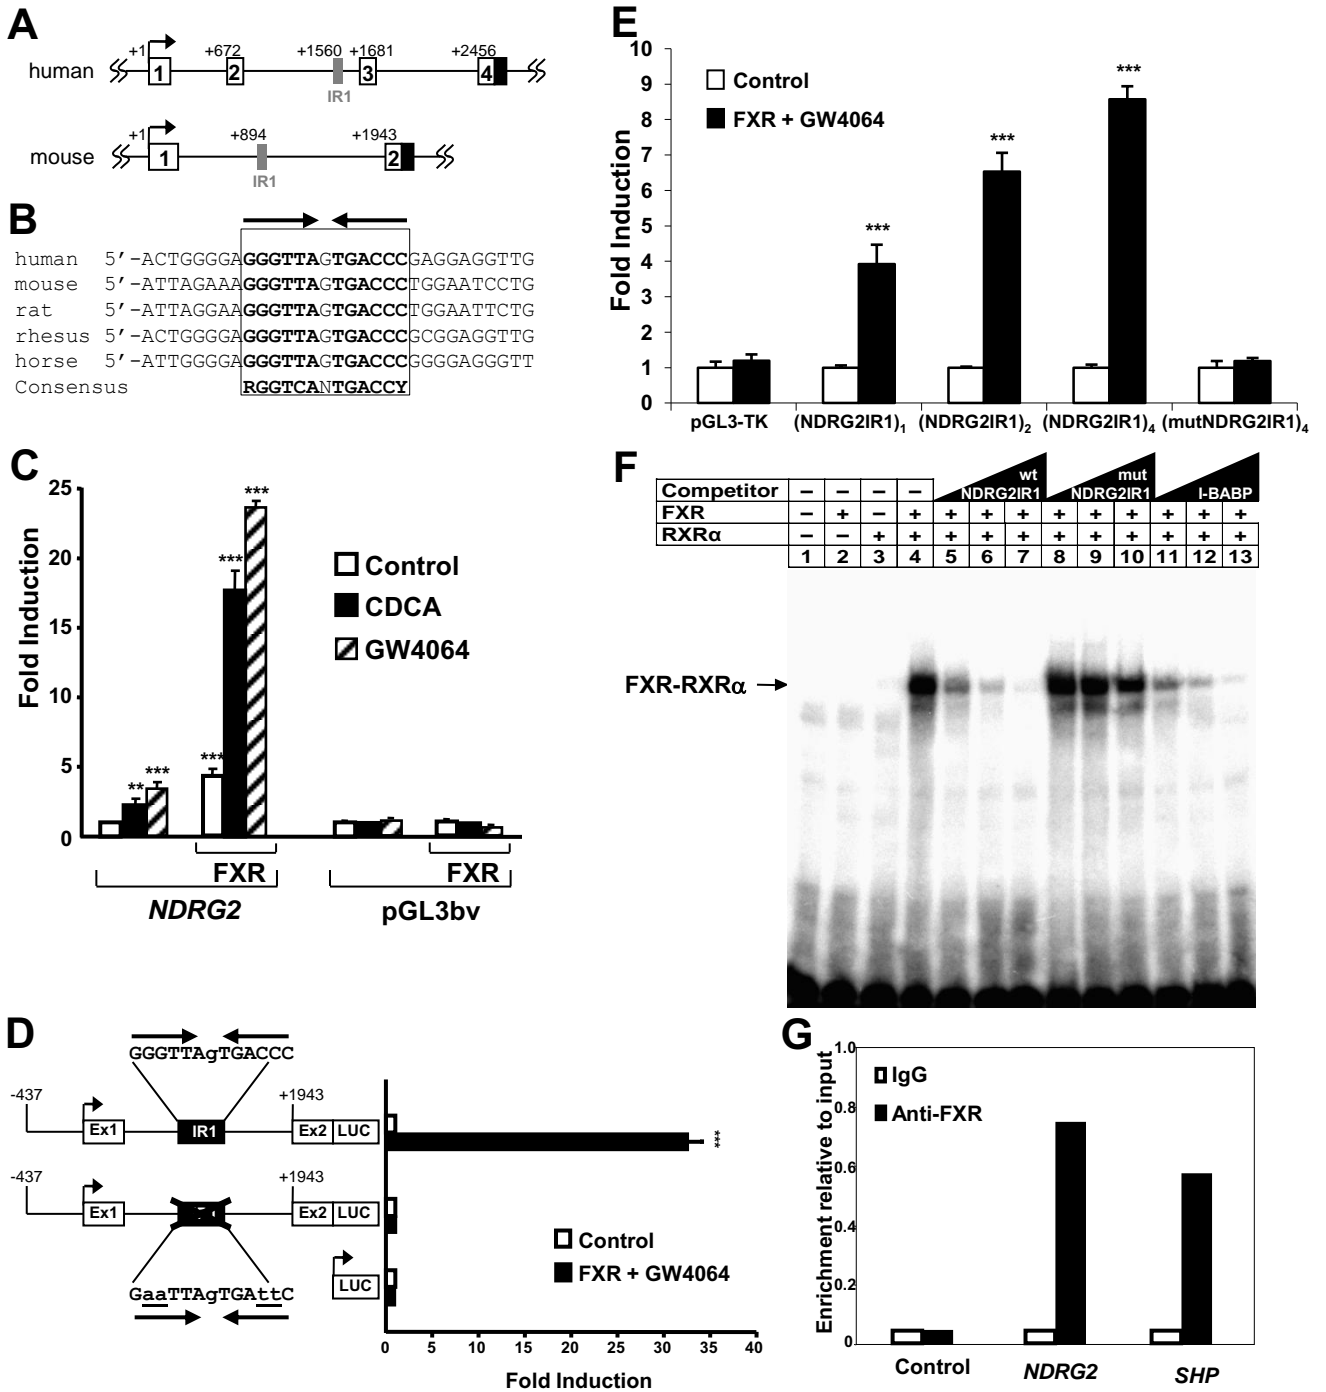 A
human
+1
+672
+1560
+1681
+2456
1
2
3
4
IR1
mouse
+1
+894
+1943
1
2
IR1
B
human 5’-ACTGGGGAGGGTTAGTGACCCGAGGAGGTTG
mouse 5’-ATTAGAAAGGGTTAGTGACCCTGGAATCCTG
rat 5’-ATTAGGAAGGGTTAGTGACCCTGGAATTCTG
rhesus 5’-ACTGGGGAGGGTTAGTGACCCGCGGAGGTTG
horse 5’-ATTGGGGAGGGTTAGTGACCCGGGGAGGGTT
Consensus RGGTCANTGACCY
C
Fold Induction
25
20
15
10
5
0
***
***
***
***
**
***
Control
CDCA
GW4064
FXR
FXR
NDRG2
pGL3bv
D
GGGTTAgTGACCC
-437
+1943
Ex1
IR1
Ex2
LUC
***
-437
+1943
Ex1
Ex2
LUC
GaaTTAgTGAttC
LUC
Control
FXR + GW4064
0 5 10 15 20 25 30 35 40
Fold Induction
E
Fold Induction
10
9
8
7
6
5
4
3
2
1
0
Control
FXR + GW4064
***
***
***
pGL3-TK (NDRG2IR1)1 (NDRG2IR1)2 (NDRG2IR1)4 (mutNDRG2IR1)4
F
wt NDRG2IR1
mut NDRG2IR1
I-BABP
Competitor – – – –
FXR – + – + + + + + + + + + +
RXRα – – + + + + + + + + + + +
1 2 3 4 5 6 7 8 9 10 11 12 13
FXR-RXRα
G
Enrichment relative to input
1.0
0.8
0.6
0.4
0.2
0
IgG
Anti-FXR
Control NDRG2 SHP